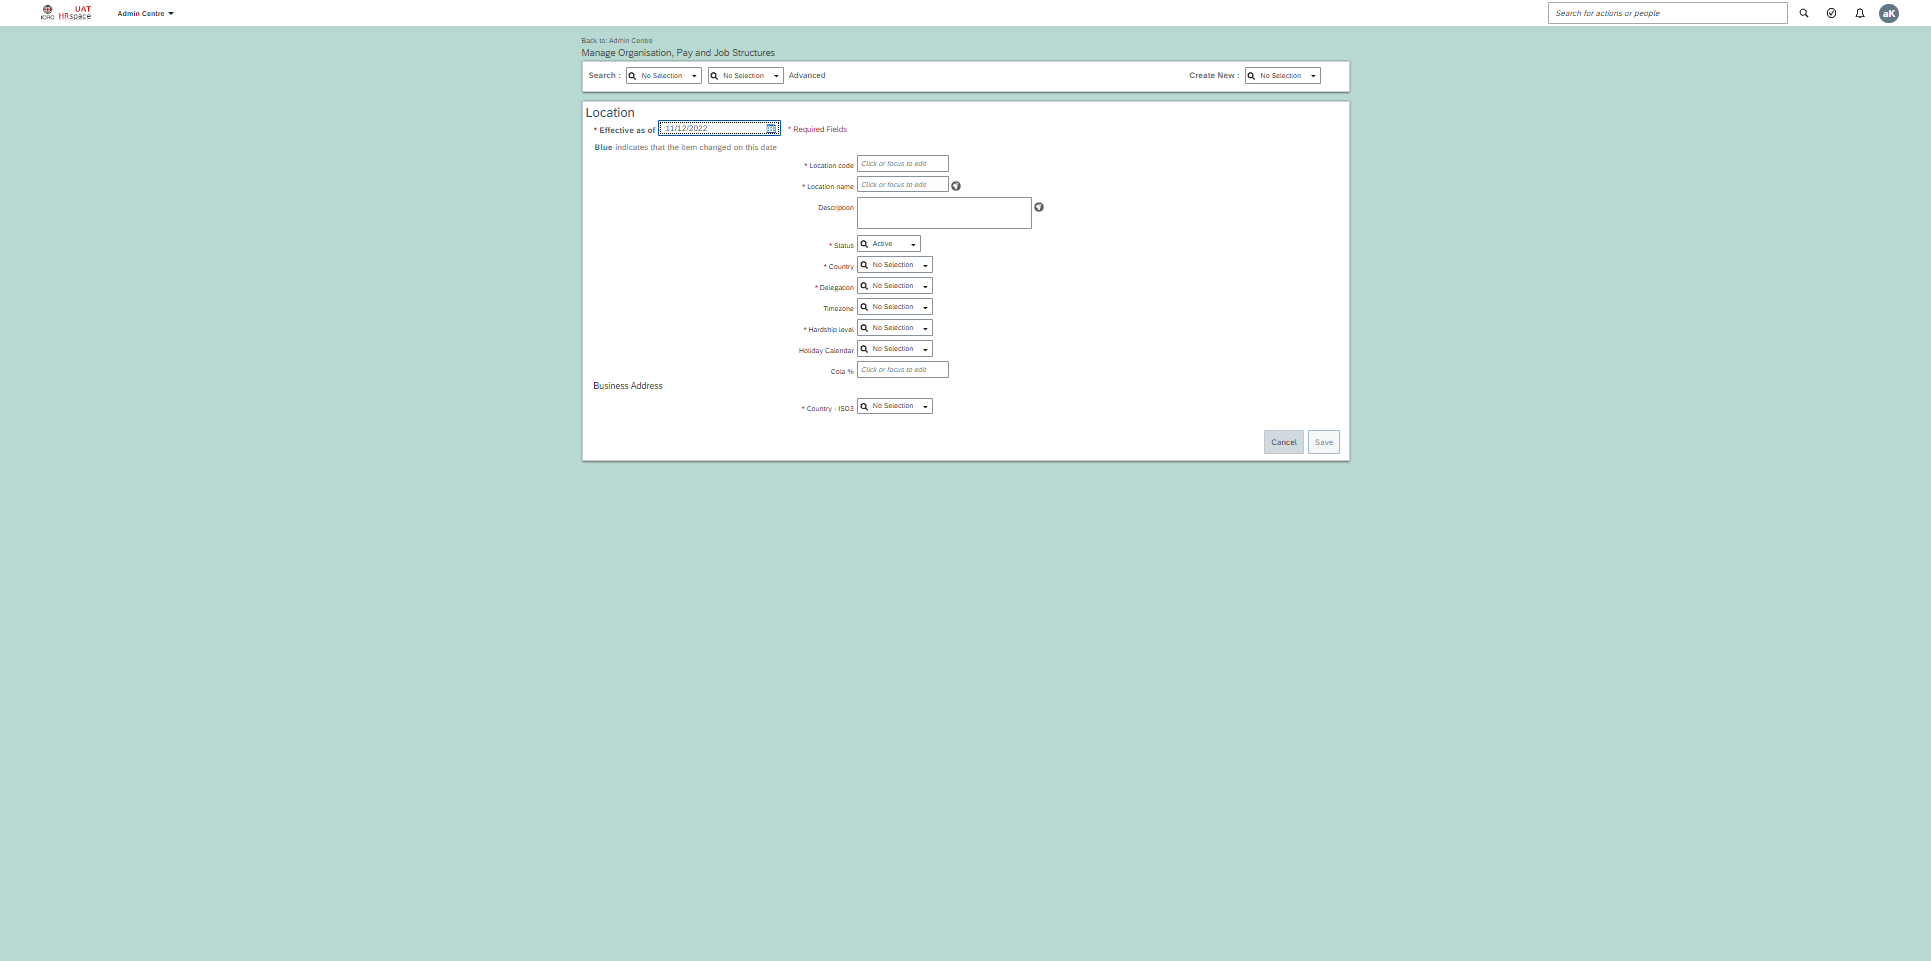 ICRC
UAT
HRspace
Admin Centre
Search for actions or people
aK
Back to: Admin Centre
Manage Organisation, Pay and Job Structures
Search : No Selection No Selection Advanced
Create New : No Selection
Location
* Effective as of 11/12/2022 * Required Fields
Blue indicates that the item changed on this date
* Location code Click or focus to edit
* Location name Click or focus to edit
Description
* Status Active
* Country No Selection
* Delegation No Selection
Timezone No Selection
* Hardship level No Selection
Holiday Calendar No Selection
Cola % Click or focus to edit
Business Address
* Country - ISO3 No Selection
Cancel Save